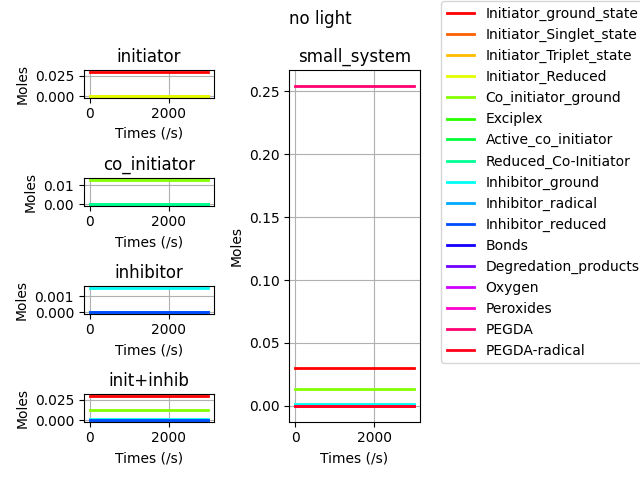 no light
initiator
Moles
0.025
0.000
0
2000
Times (/s)
co_initiator
Moles
0.01
0.00
0
2000
Times (/s)
inhibitor
Moles
0.001
0.000
0
2000
Times (/s)
init+inhib
Moles
0.025
0.000
0
2000
Times (/s)
small_system
Moles
0.25
0.20
0.15
0.10
0.05
0.00
0
2000
Times (/s)
Initiator_ground_state
Initiator_Singlet_state
Initiator_Triplet_state
Initiator_Reduced
Co_initiator_ground
Exciplex
Active_co_initiator
Reduced_Co-Initiator
Inhibitor_ground
Inhibitor_radical
Inhibitor_reduced
Bonds
Degredation_products
Oxygen
Peroxides
PEGDA
PEGDA-radical